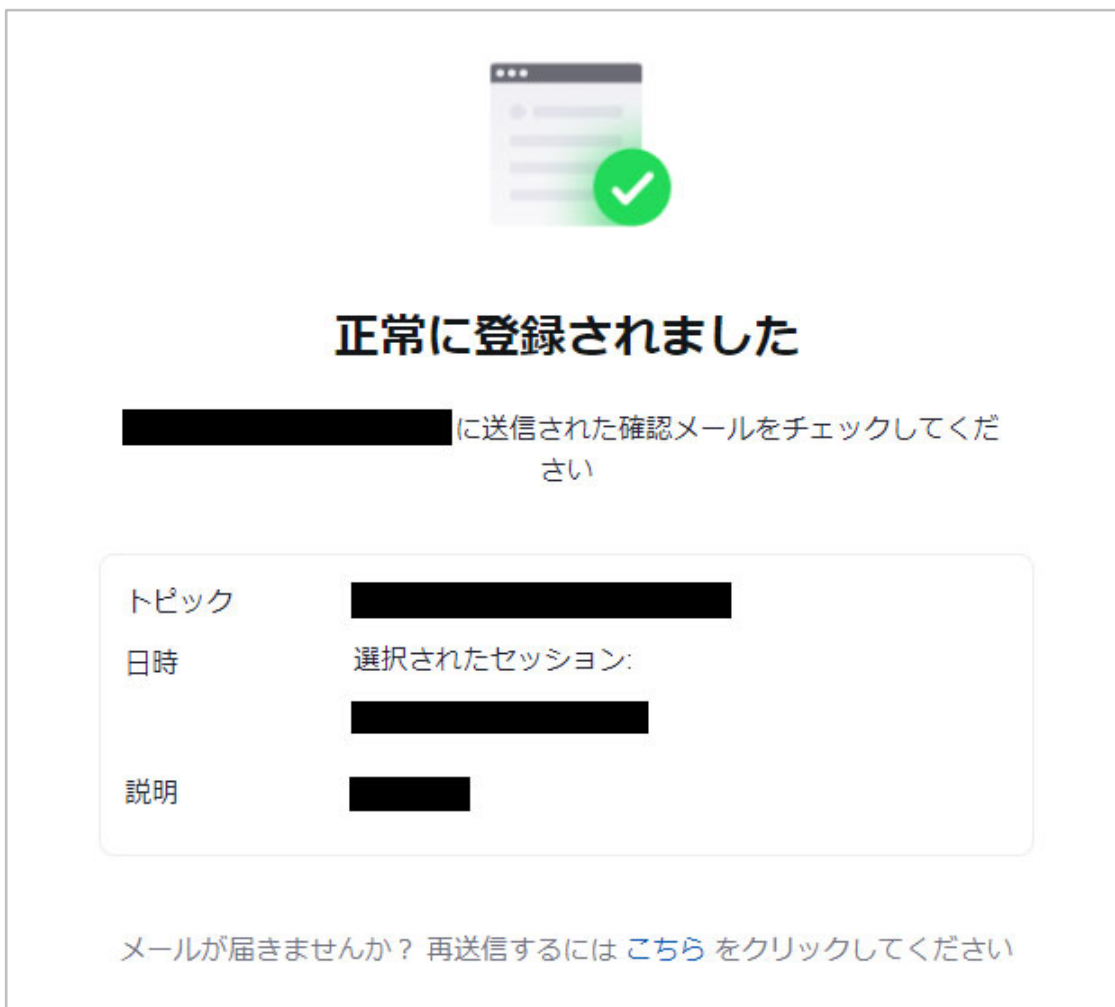 正常に登録されました
に送信された確認メールをチェックしてくだ
さい
トピック
日時 選択されたセッション:
説明
メールが届きませんか? 再送信するには こちら をクリックしてください